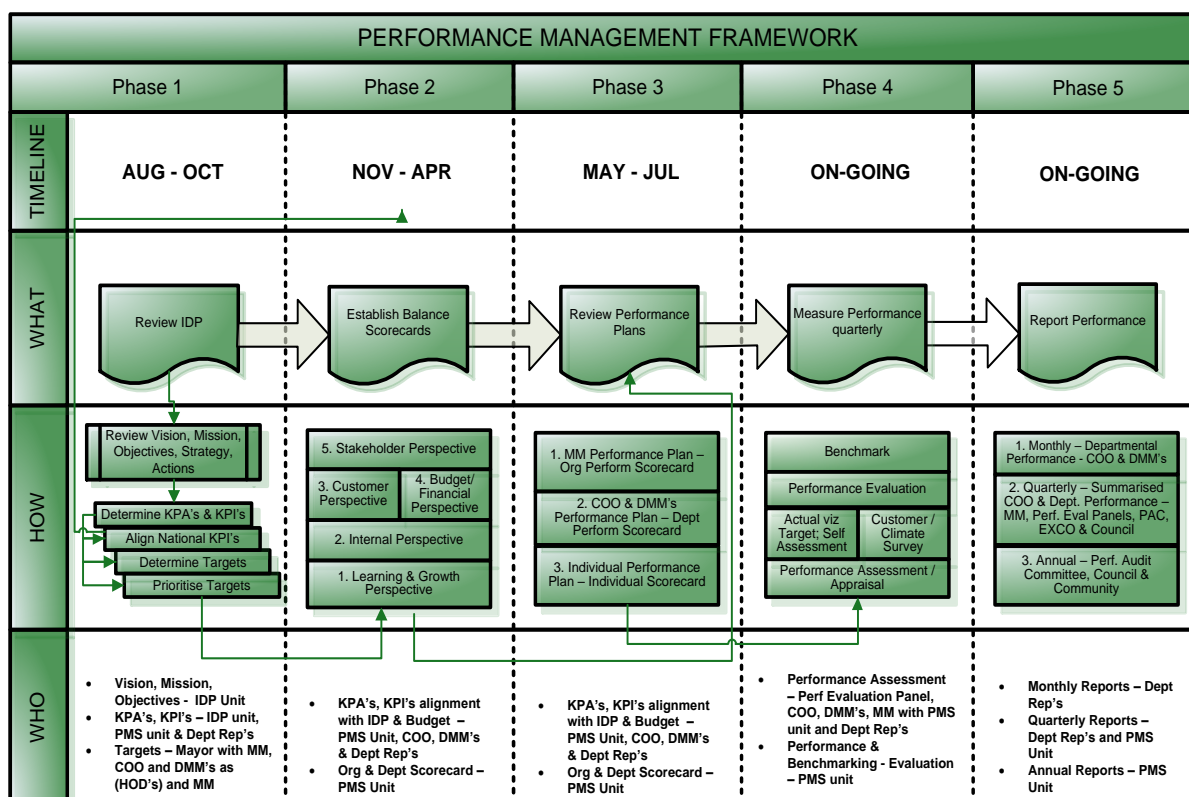 PERFORMANCE MANAGEMENT FRAMEWORK
Phase 1
Phase 2
Phase 3
Phase 4
Phase 5
TIMELINE
AUG - OCT
NOV - APR
MAY - JUL
ON-GOING
ON-GOING
WHAT
Review IDP
Establish Balance
Scorecards
Review Performance
Plans
Measure Performance
quarterly
Report Performance
HOW
Review Vision, Mission,
Objectives, Strategy,
Actions
Determine KPA's & KPI's
Align National KPI's
Determine Targets
Prioritise Targets
5. Stakeholder Perspective
3. Customer
Perspective
4. Budget/
Financial
Perspective
2. Internal Perspective
1. Learning & Growth
Perspective
1. MM Performance Plan –
Org Perform Scorecard
2. COO & DMM's
Performance Plan – Dept
Perform Scorecard
3. Individual Performance
Plan – Individual Scorecard
Benchmark
Performance Evaluation
Actual viz
Target; Self
Assessment
Customer /
Climate
Survey
Performance Assessment /
Appraisal
1. Monthly – Departmental
Performance - COO & DMM's
2. Quarterly – Summarised
COO & Dept. Performance –
MM, Perf. Eval Panels, PAC,
EXCO & Council
3. Annual – Perf. Audit
Committee, Council &
Community
WHO
• Vision, Mission,
Objectives - IDP Unit
• KPA's, KPI's – IDP unit,
PMS unit & Dept Rep's
• Targets – Mayor with MM,
COO and DMM's as
(HOD's) and MM
• KPA's, KPI's alignment
with IDP & Budget –
PMS Unit, COO, DMM's
& Dept Rep's
• Org & Dept Scorecard –
PMS Unit
• KPA's, KPI's alignment
with IDP & Budget –
PMS Unit, COO, DMM's
& Dept Rep's
• Org & Dept Scorecard –
PMS Unit
• Performance Assessment
– Perf Evaluation Panel,
COO, DMM's, MM with PMS
unit and Dept Rep's
• Performance &
Benchmarking - Evaluation
– PMS unit
• Monthly Reports – Dept
Rep's
• Quarterly Reports –
Dept Rep's and PMS
Unit
• Annual Reports – PMS
Unit